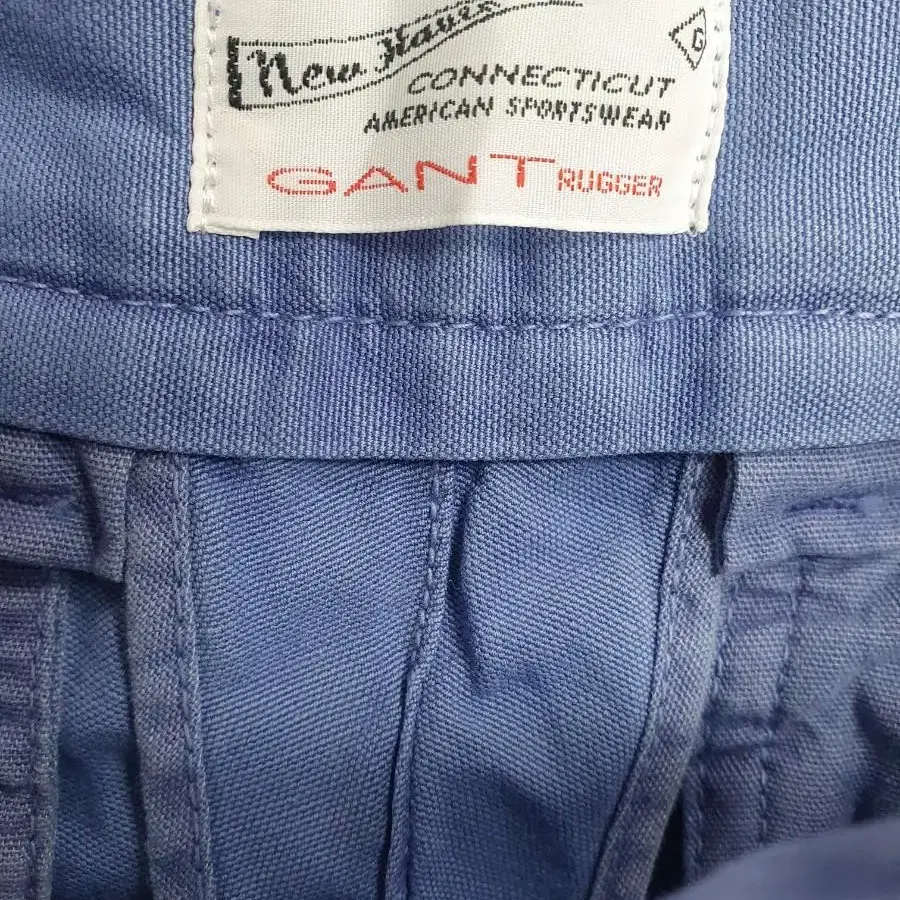 New Haven
G
CONNECTICUT
AMERICAN SPORTSWEAR
GANT RUGGER